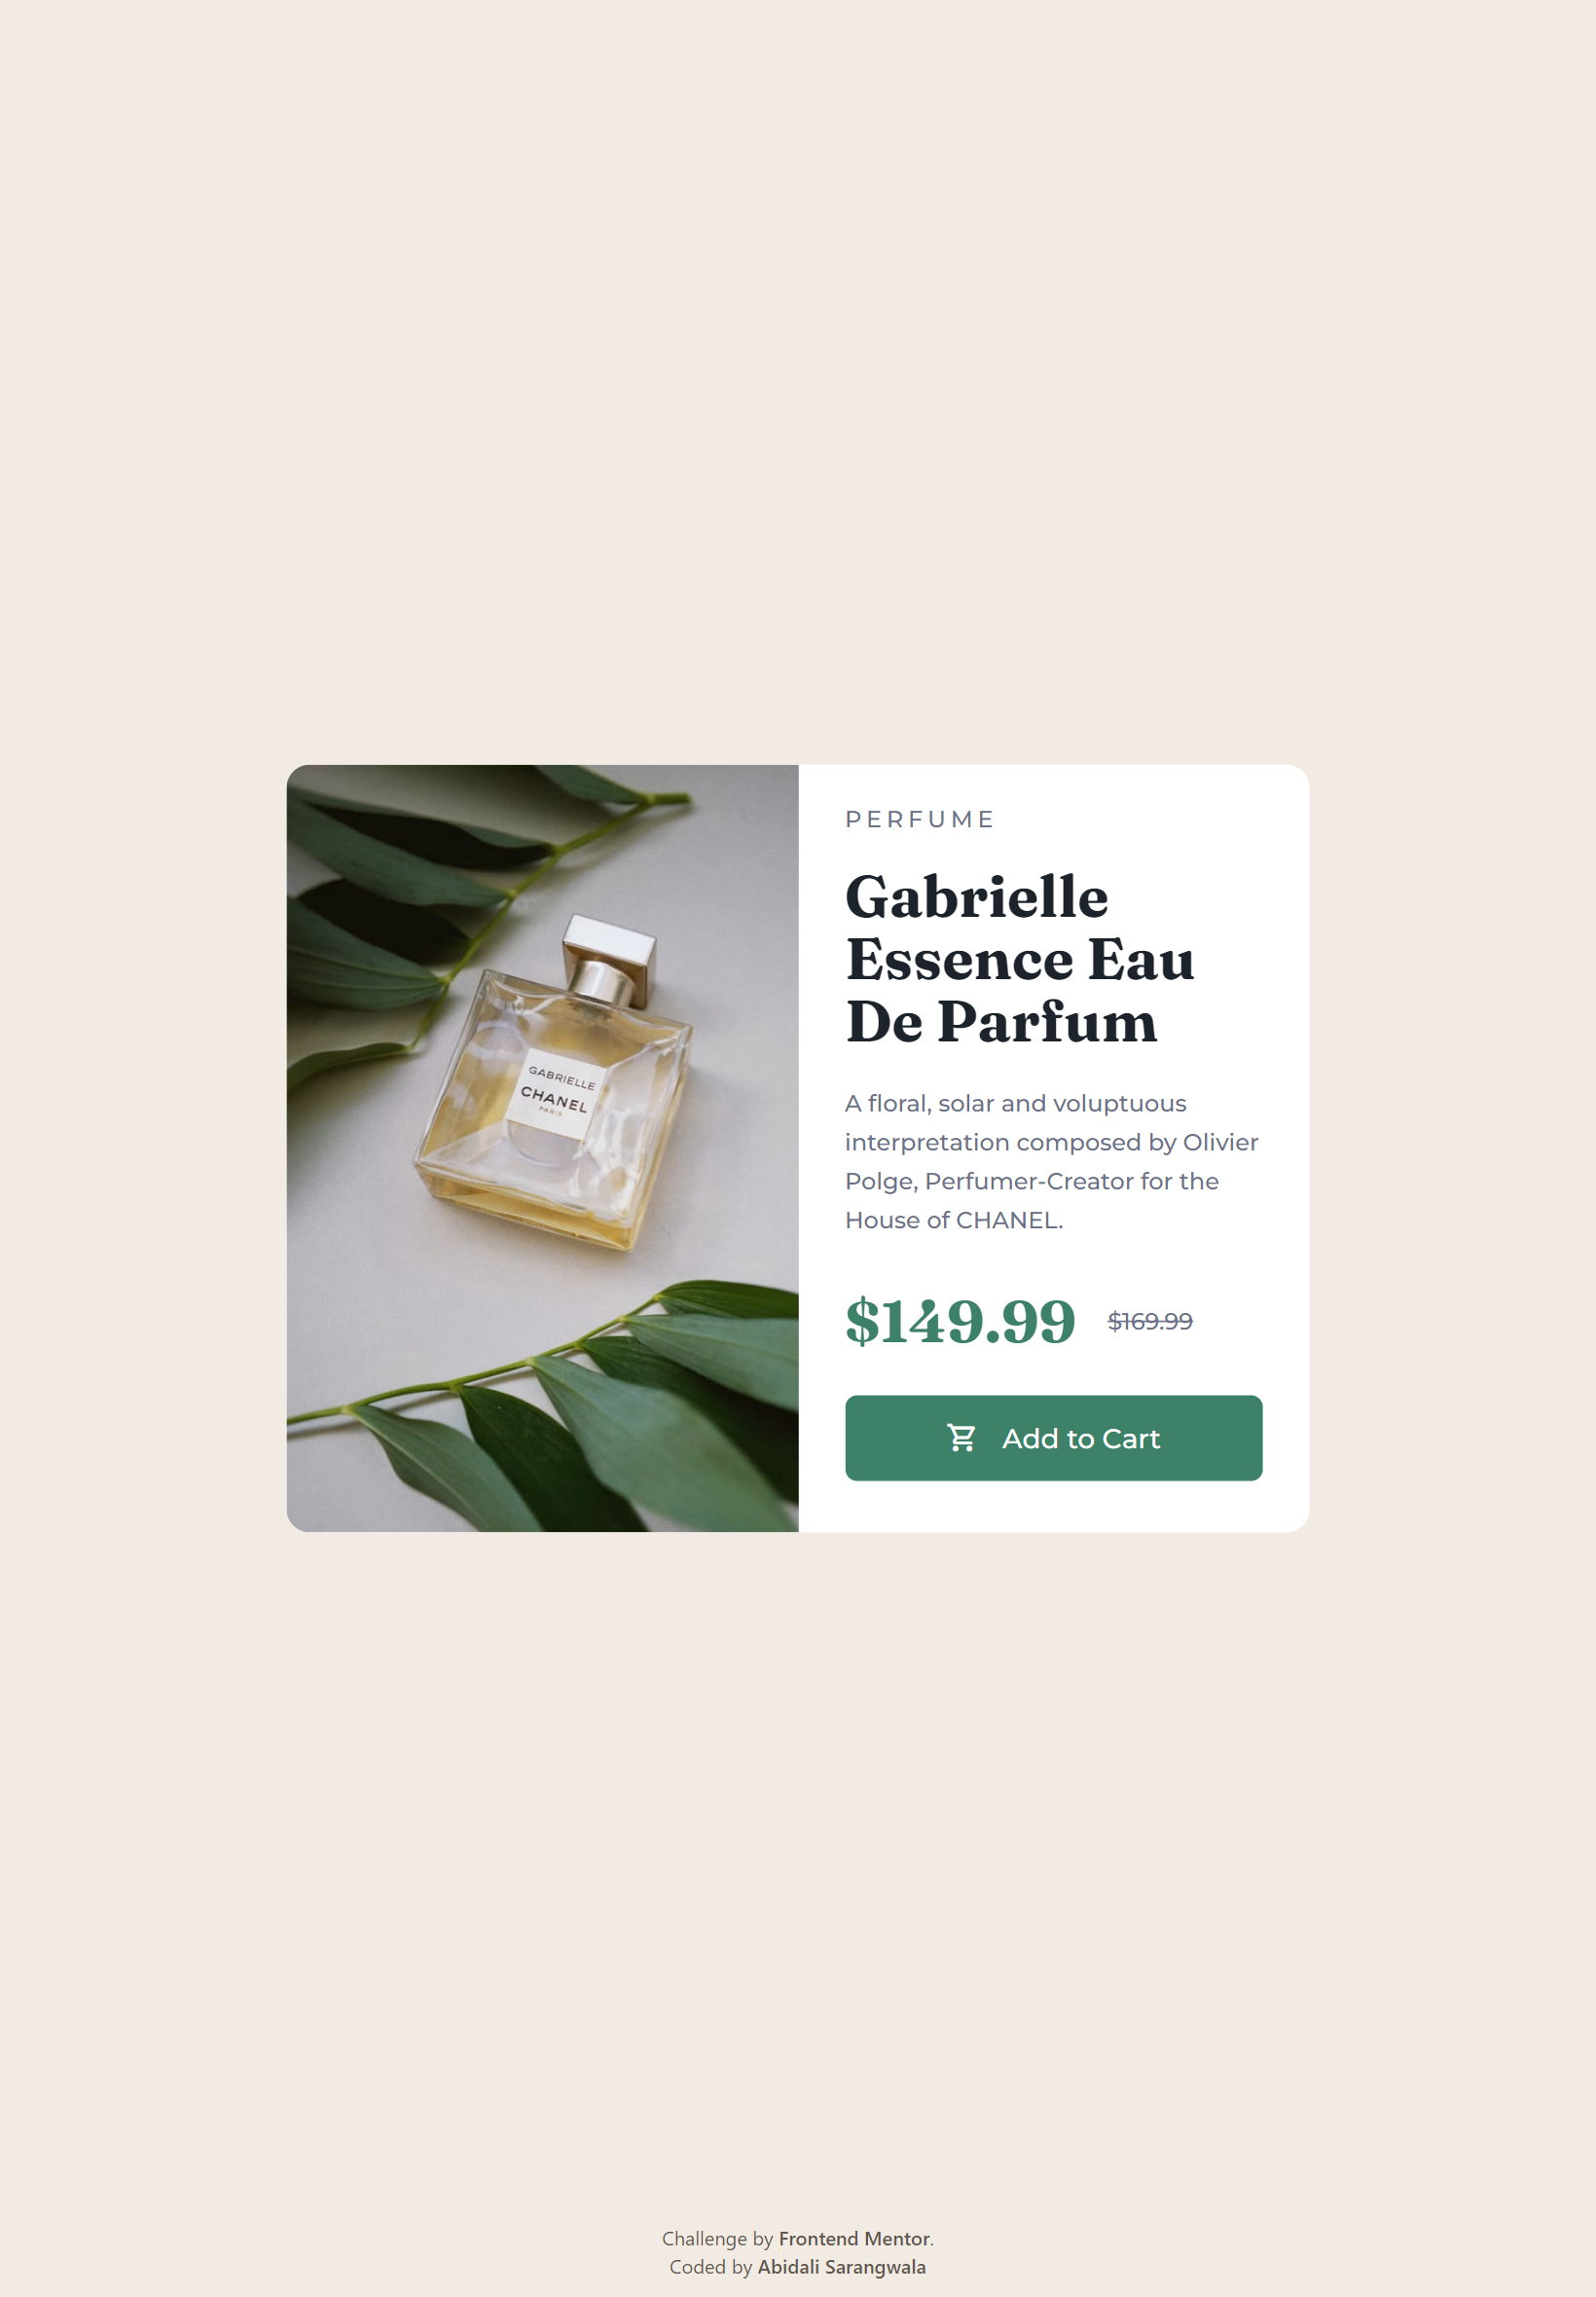 GABRIELLE
CHANEL
PARIS
PERFUME
Gabrielle
Essence Eau
De Parfum
A floral, solar and voluptuous
interpretation composed by Olivier
Polge, Perfumer-Creator for the
House of CHANEL.
$149.99 $169.99
Add to Cart
Challenge by Frontend Mentor.
Coded by Abidali Sarangwala